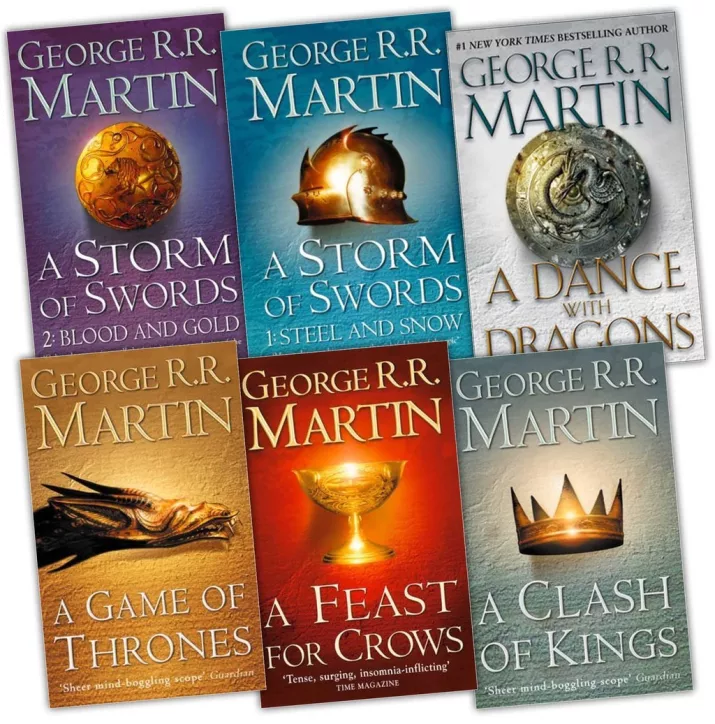 GEORGE R.R.
MARTIN
A STORM
OF SWORDS
2: BLOOD AND GOLD
GEORGE R.R.
MARTIN
A STORM
OF SWORDS
1: STEEL AND SNOW
#1 NEW YORK TIMES BESTSELLING AUTHOR
GEORGE R. R.
MARTIN
A DANCE
WITH
DRAGONS
GEORGE R.R.
MARTIN
A GAME OF
THRONES
'Sheer mind-boggling scope' Guardian
GEORGE R.R.
MARTIN
A FEAST
FOR CROWS
'Tense, surging, insomnia-inflicting'
TIME MAGAZINE
GEORGE R.R.
MARTIN
A CLASH
OF KINGS
'Sheer mind-boggling scope' Guardian